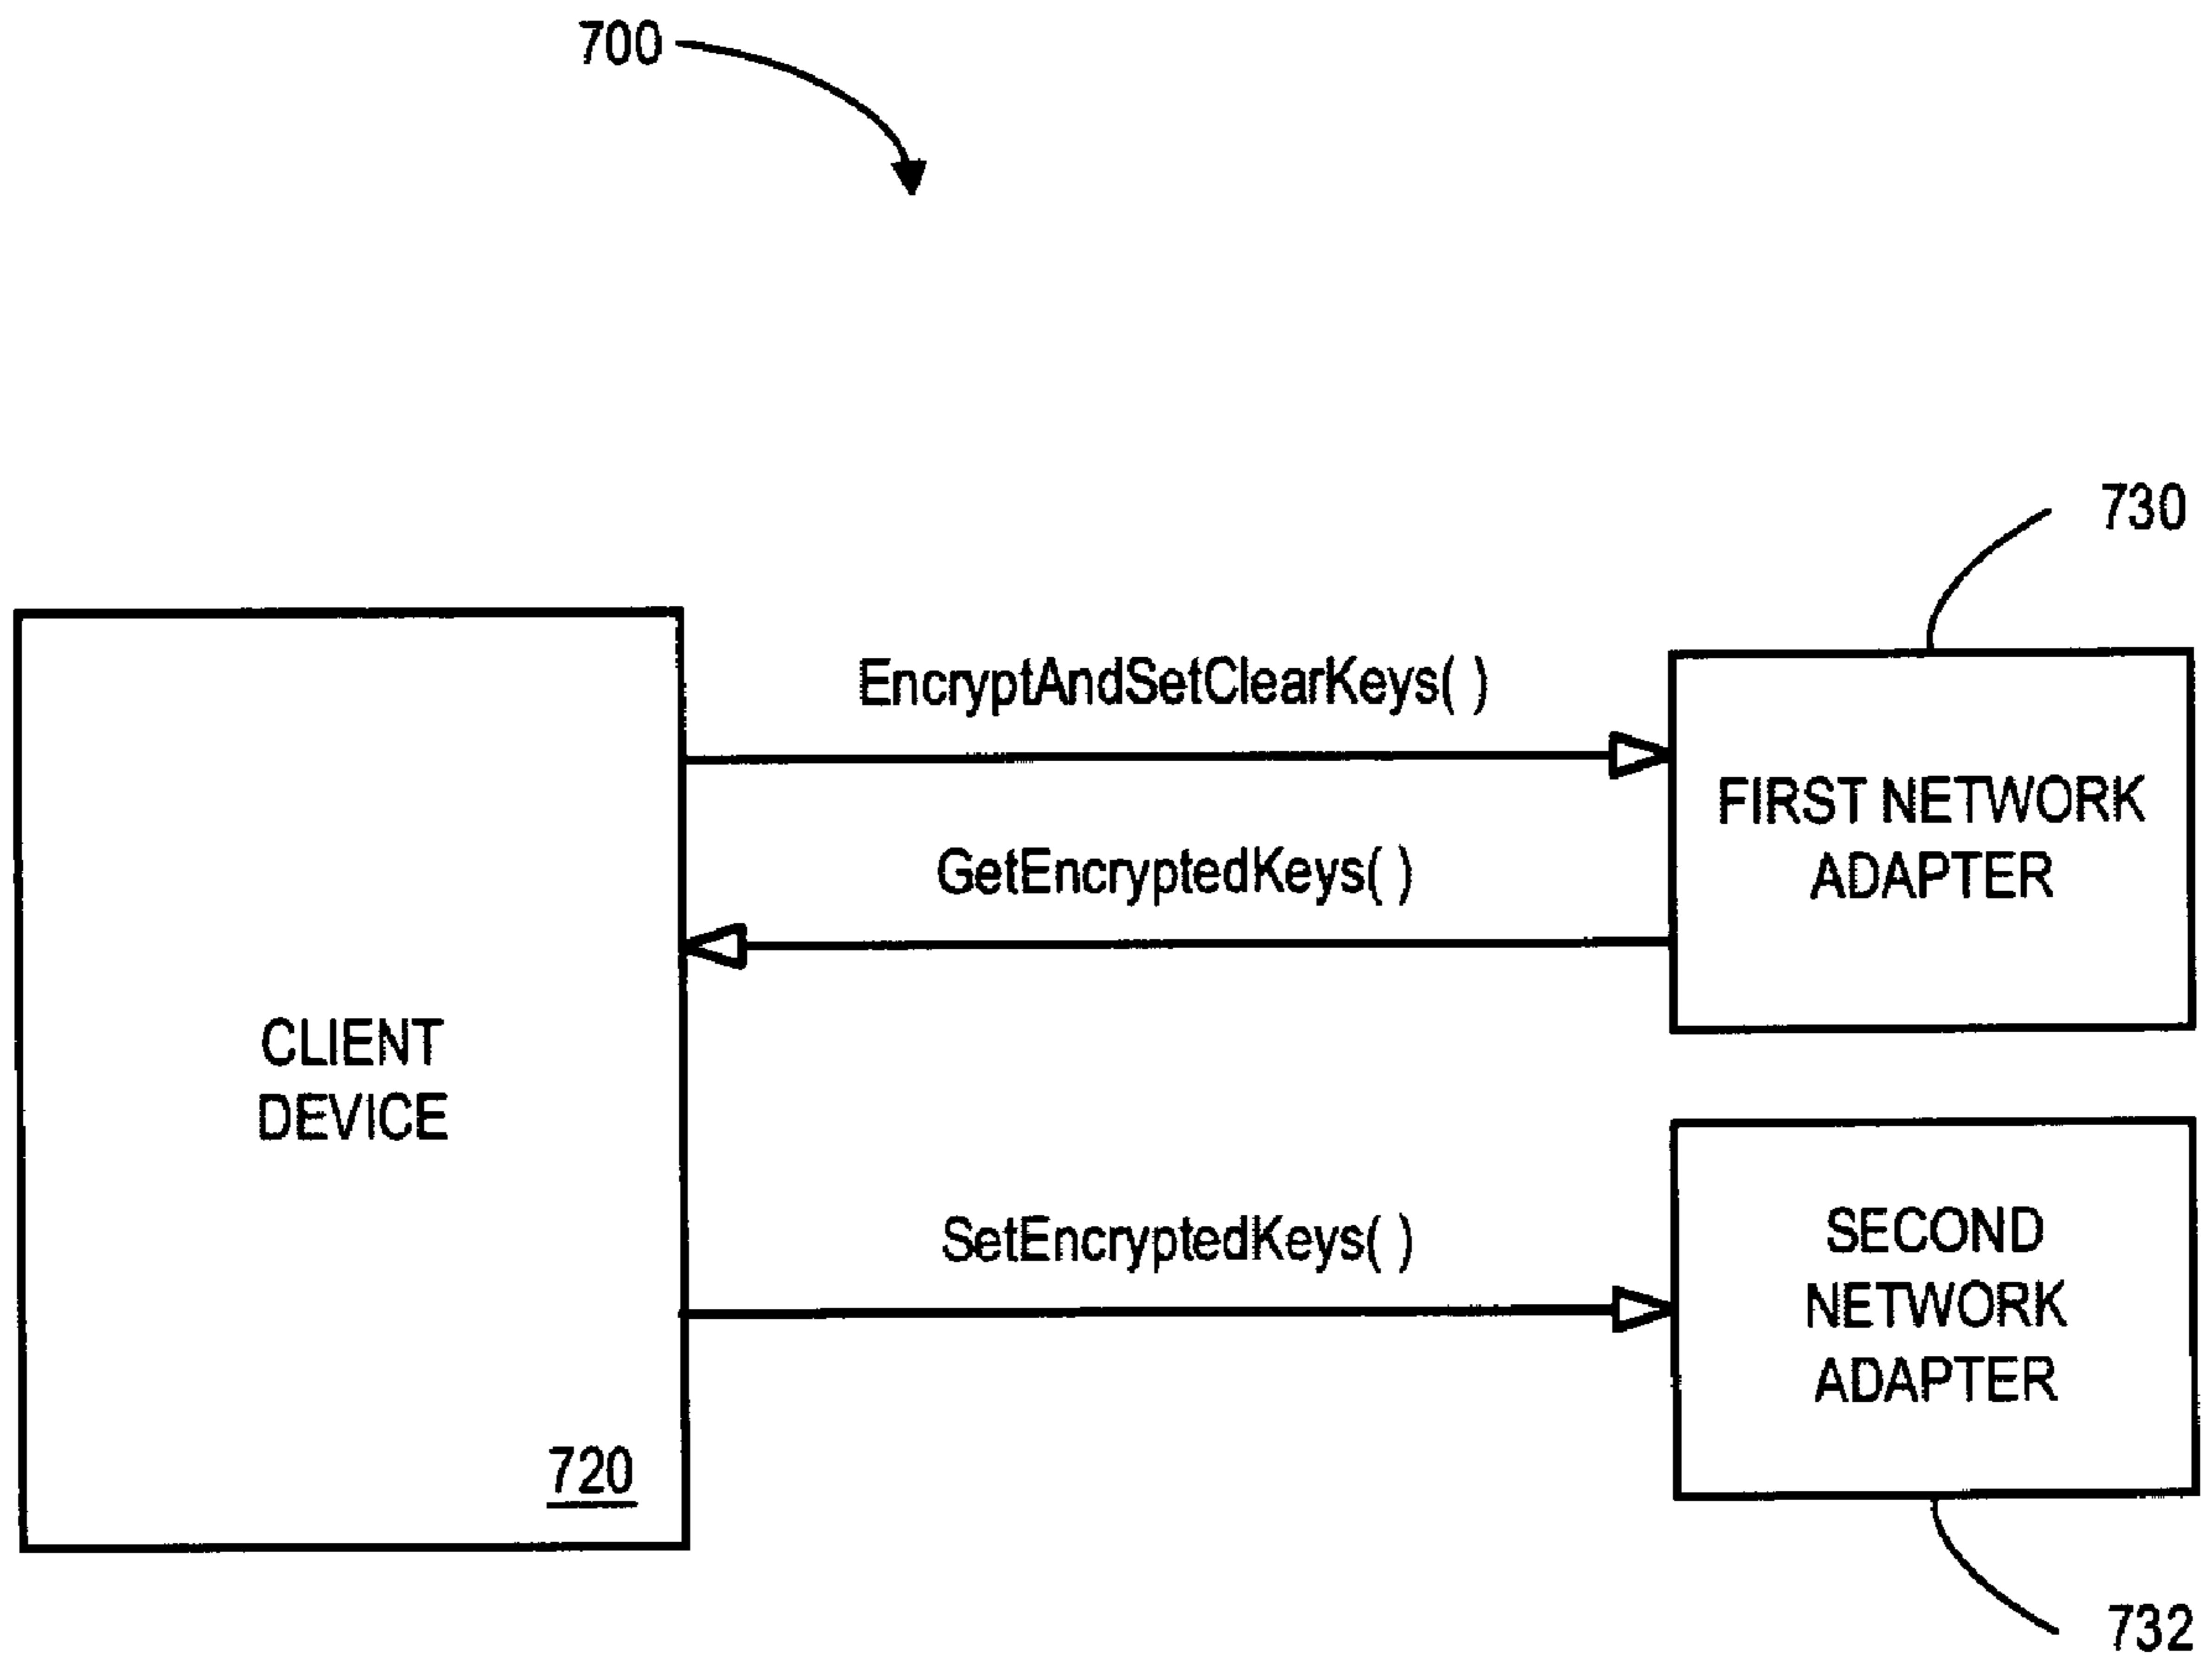 700
730
EncryptAndSetClearKeys( )
FIRST NETWORK
ADAPTER
GetEncryptedKeys( )
CLIENT
DEVICE
720
SetEncryptedKeys( )
SECOND
NETWORK
ADAPTER
732